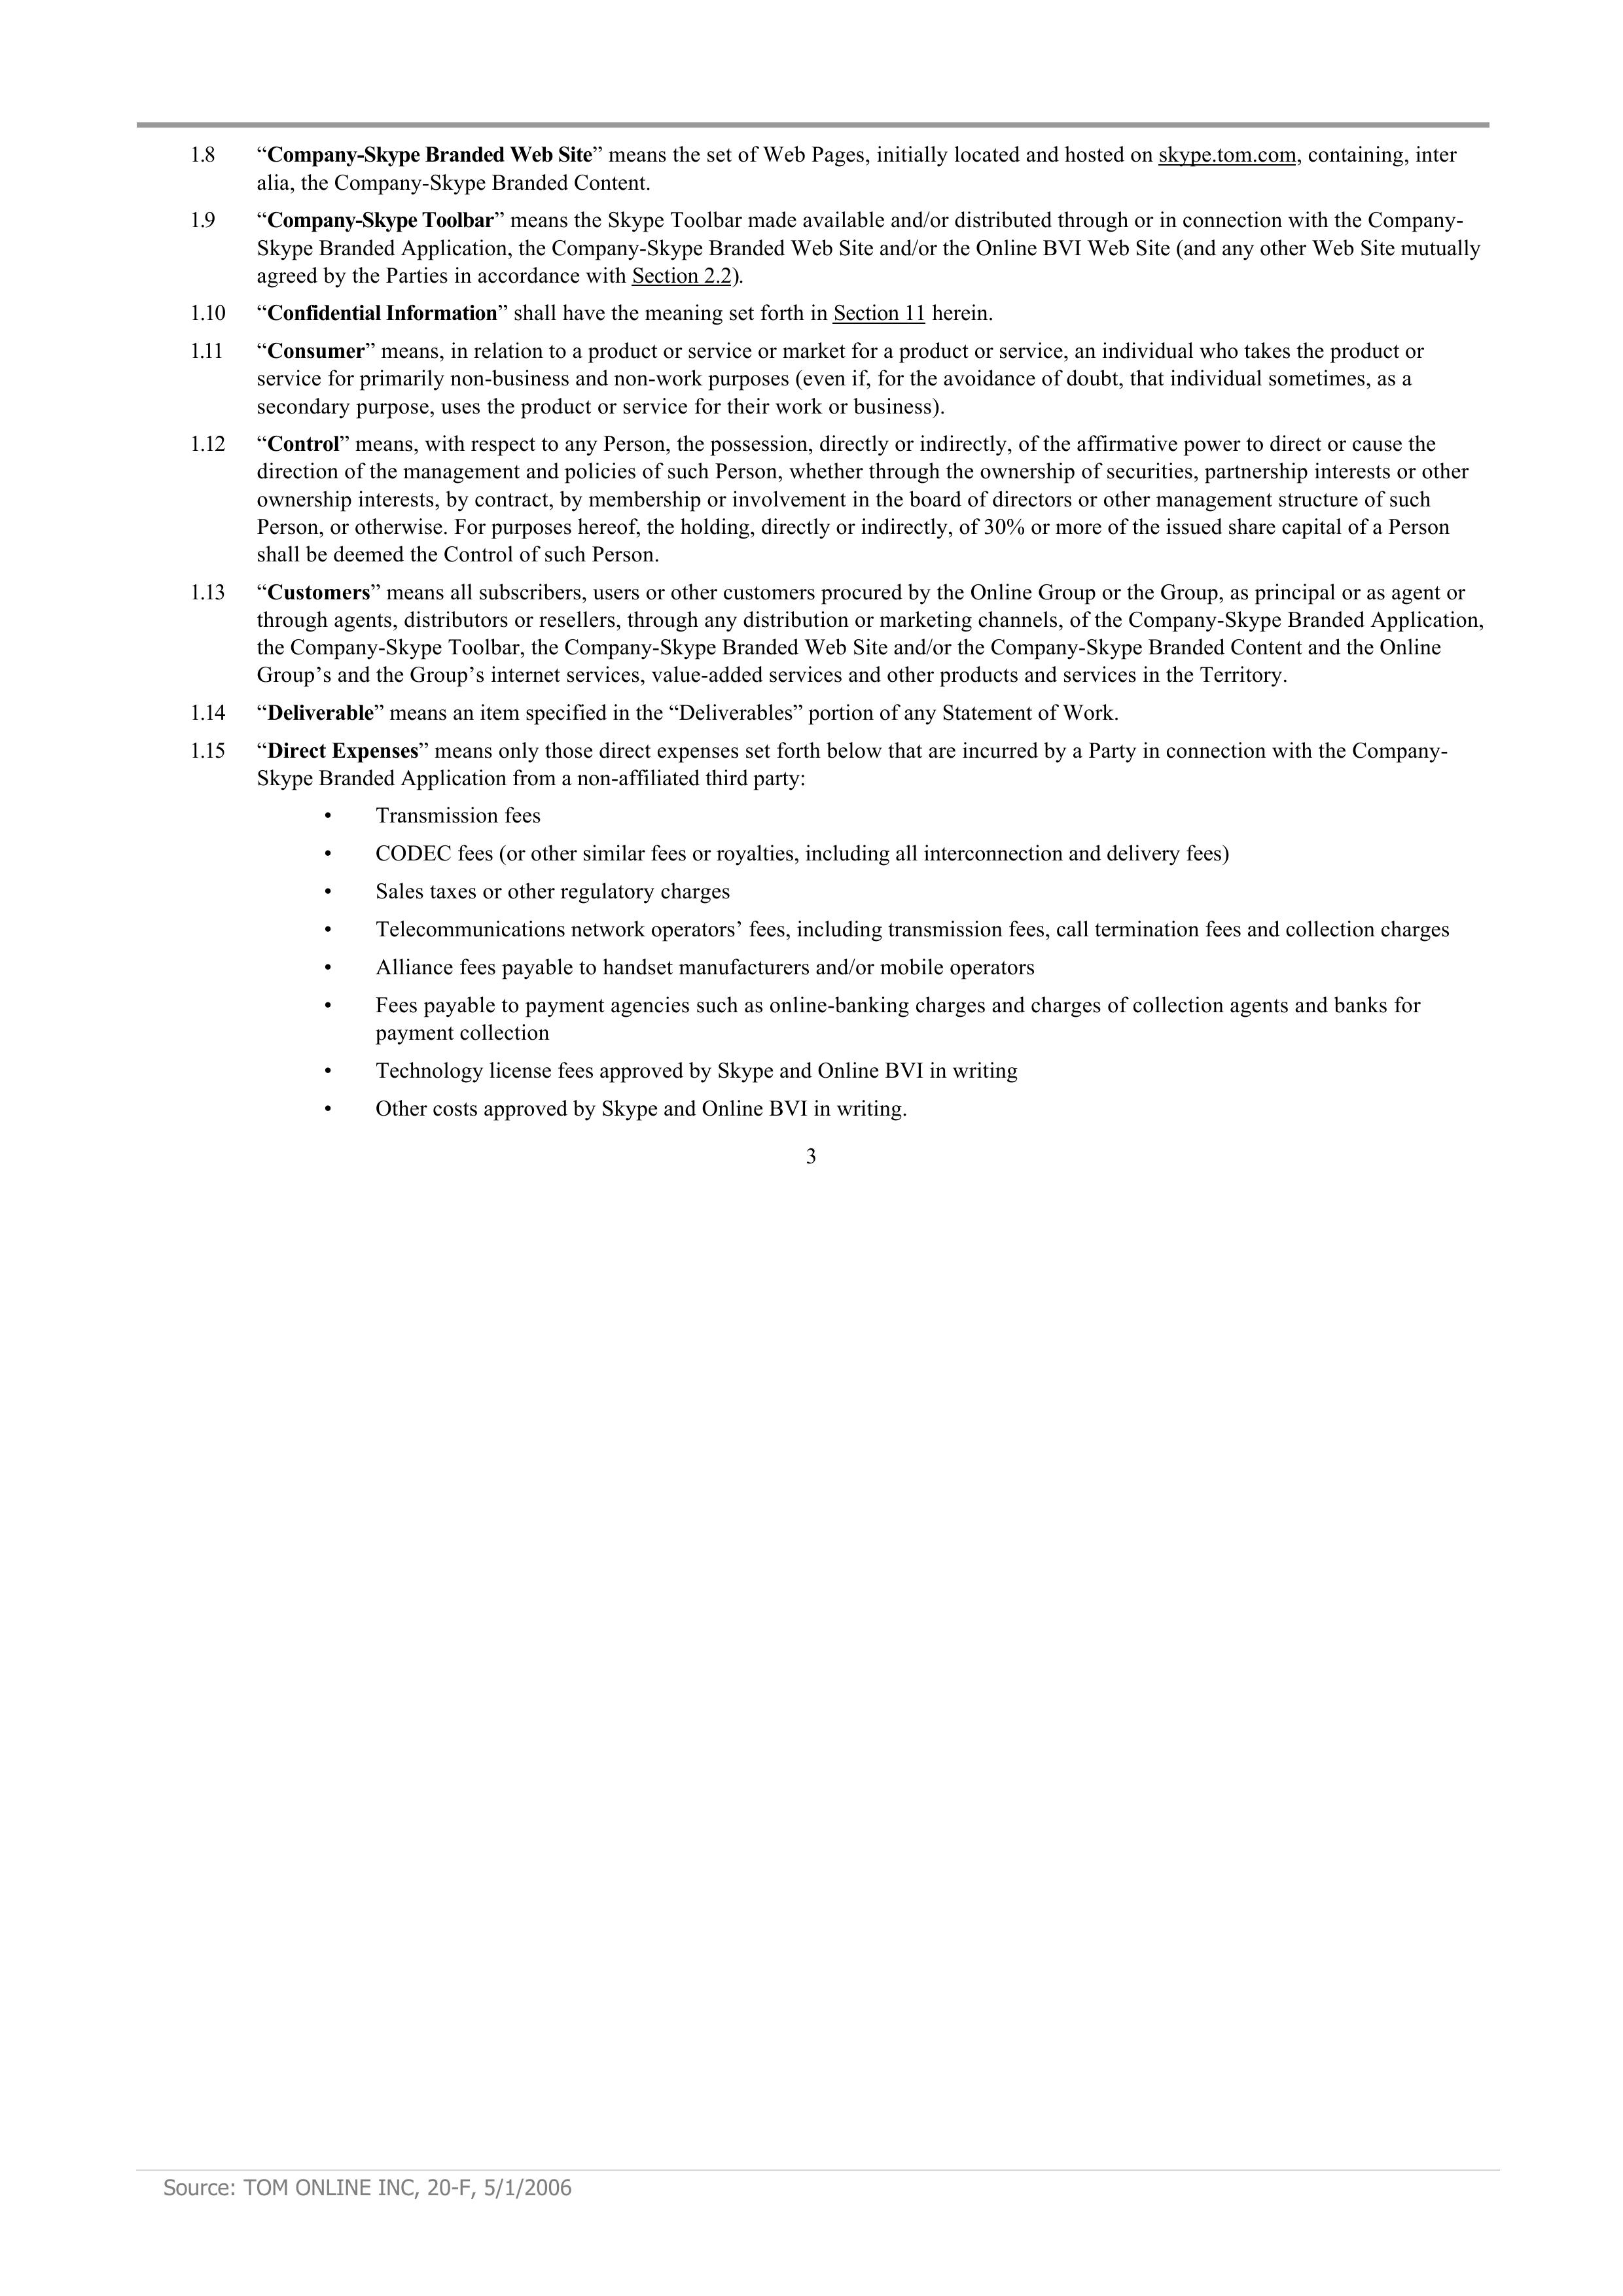 1.8 “Company-Skype Branded Web Site” means the set of Web Pages, initially located and hosted on skype.tom.com, containing, inter
alia, the Company-Skype Branded Content.
1.9 “Company-Skype Toolbar” means the Skype Toolbar made available and/or distributed through or in connection with the Company-
Skype Branded Application, the Company-Skype Branded Web Site and/or the Online BVI Web Site (and any other Web Site mutually
agreed by the Parties in accordance with Section 2.2).
1.10 “Confidential Information” shall have the meaning set forth in Section 11 herein.
1.11 “Consumer” means, in relation to a product or service or market for a product or service, an individual who takes the product or
service for primarily non-business and non-work purposes (even if, for the avoidance of doubt, that individual sometimes, as a
secondary purpose, uses the product or service for their work or business).
1.12 “Control” means, with respect to any Person, the possession, directly or indirectly, of the affirmative power to direct or cause the
direction of the management and policies of such Person, whether through the ownership of securities, partnership interests or other
ownership interests, by contract, by membership or involvement in the board of directors or other management structure of such
Person, or otherwise. For purposes hereof, the holding, directly or indirectly, of 30% or more of the issued share capital of a Person
shall be deemed the Control of such Person.
1.13 “Customers” means all subscribers, users or other customers procured by the Online Group or the Group, as principal or as agent or
through agents, distributors or resellers, through any distribution or marketing channels, of the Company-Skype Branded Application,
the Company-Skype Toolbar, the Company-Skype Branded Web Site and/or the Company-Skype Branded Content and the Online
Group’s and the Group’s internet services, value-added services and other products and services in the Territory.
1.14 “Deliverable” means an item specified in the “Deliverables” portion of any Statement of Work.
1.15 “Direct Expenses” means only those direct expenses set forth below that are incurred by a Party in connection with the Company-
Skype Branded Application from a non-affiliated third party:
• Transmission fees
• CODEC fees (or other similar fees or royalties, including all interconnection and delivery fees)
• Sales taxes or other regulatory charges
• Telecommunications network operators’ fees, including transmission fees, call termination fees and collection charges
• Alliance fees payable to handset manufacturers and/or mobile operators
• Fees payable to payment agencies such as online-banking charges and charges of collection agents and banks for
payment collection
• Technology license fees approved by Skype and Online BVI in writing
• Other costs approved by Skype and Online BVI in writing.
3
Source: TOM ONLINE INC, 20-F, 5/1/2006